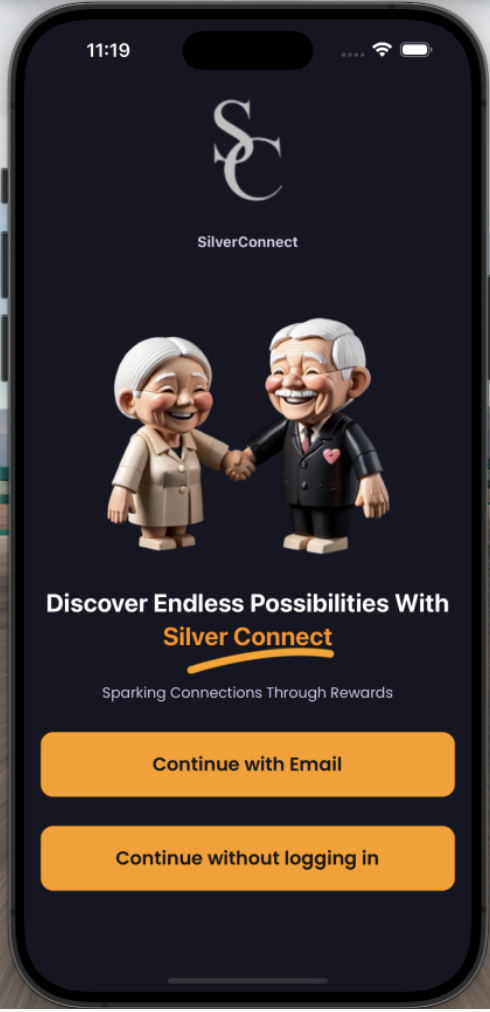 11:19
SC
SilverConnect
Discover Endless Possibilities With
Silver Connect
Sparking Connections Through Rewards
Continue with Email
Continue without logging in